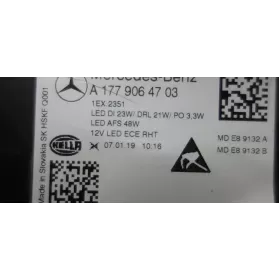 Mercedes-Benz
A 177 906 47 03
1EX 2351
LED DI 23W/ DRL 21W/ PO 3,3W
LED AFS 48W
12V LED ECE RHT
HELLA
07.01.19 10:16
MD E8 9132 A
MD E8 9132 B
Made in Slovakia SK HSKF Q001